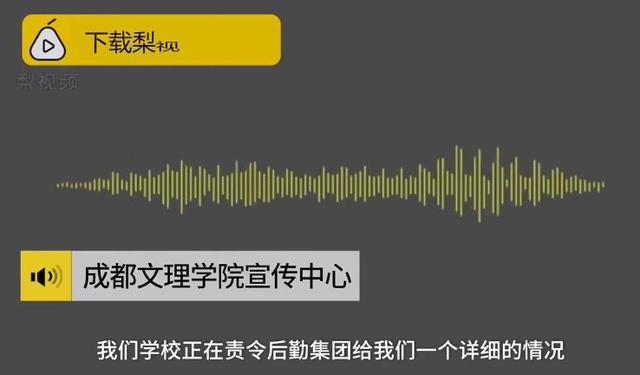 下载梨视
梨视频
成都文理学院宣传中心
我们学校正在责令后勤集团给我们一个详细的情况